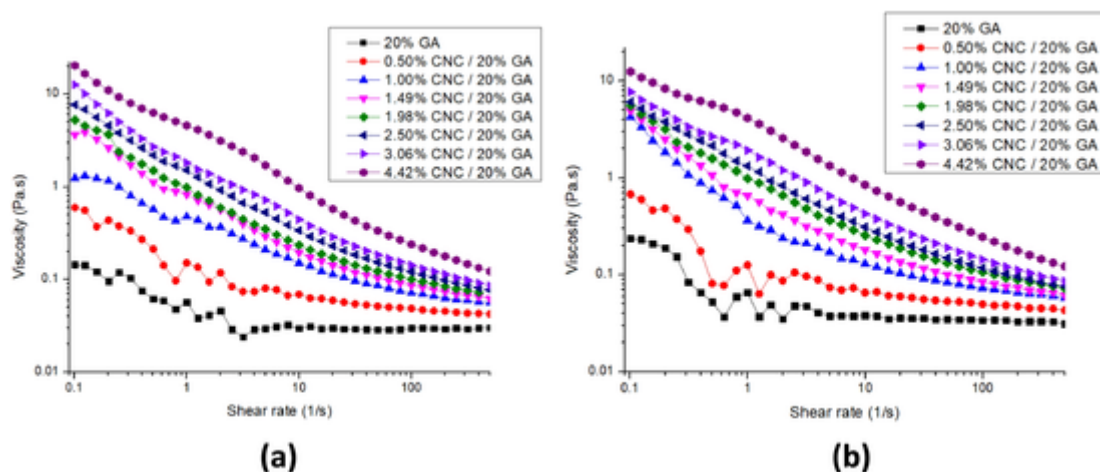 20% GA
0.50% CNC / 20% GA
1.00% CNC / 20% GA
1.49% CNC / 20% GA
1.98% CNC / 20% GA
2.50% CNC / 20% GA
3.06% CNC / 20% GA
4.42% CNC / 20% GA
Viscosity (Pa.s)
10
1
0.1
0.01
0.1
1
10
100
Shear rate (1/s)
(a)
20% GA
0.50% CNC / 20% GA
1.00% CNC / 20% GA
1.49% CNC / 20% GA
1.98% CNC / 20% GA
2.50% CNC / 20% GA
3.06% CNC / 20% GA
4.42% CNC / 20% GA
Viscosity (Pa.s)
10
1
0.1
0.01
0.1
1
10
100
Shear rate (1/s)
(b)